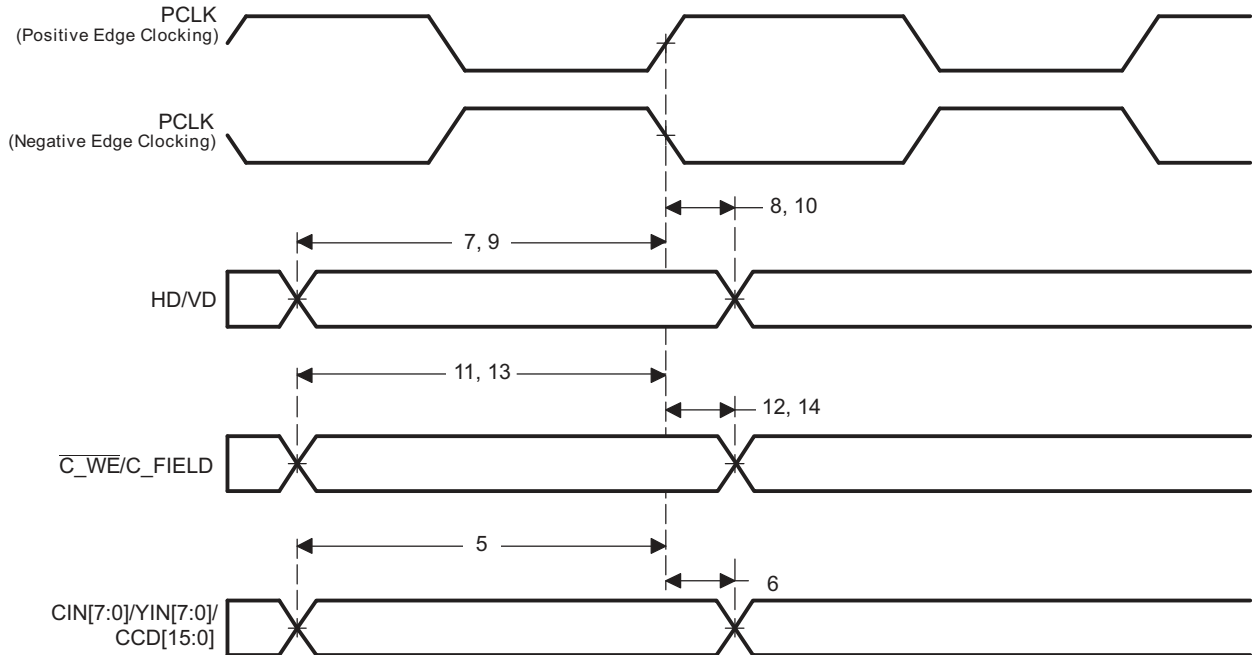 PCLK
(Positive Edge Clocking)
PCLK
(Negative Edge Clocking)
8, 10
7, 9
HD/VD
11, 13
12, 14
C_WE/C_FIELD
5
6
CIN[7:0]/YIN[7:0]/
CCD[15:0]